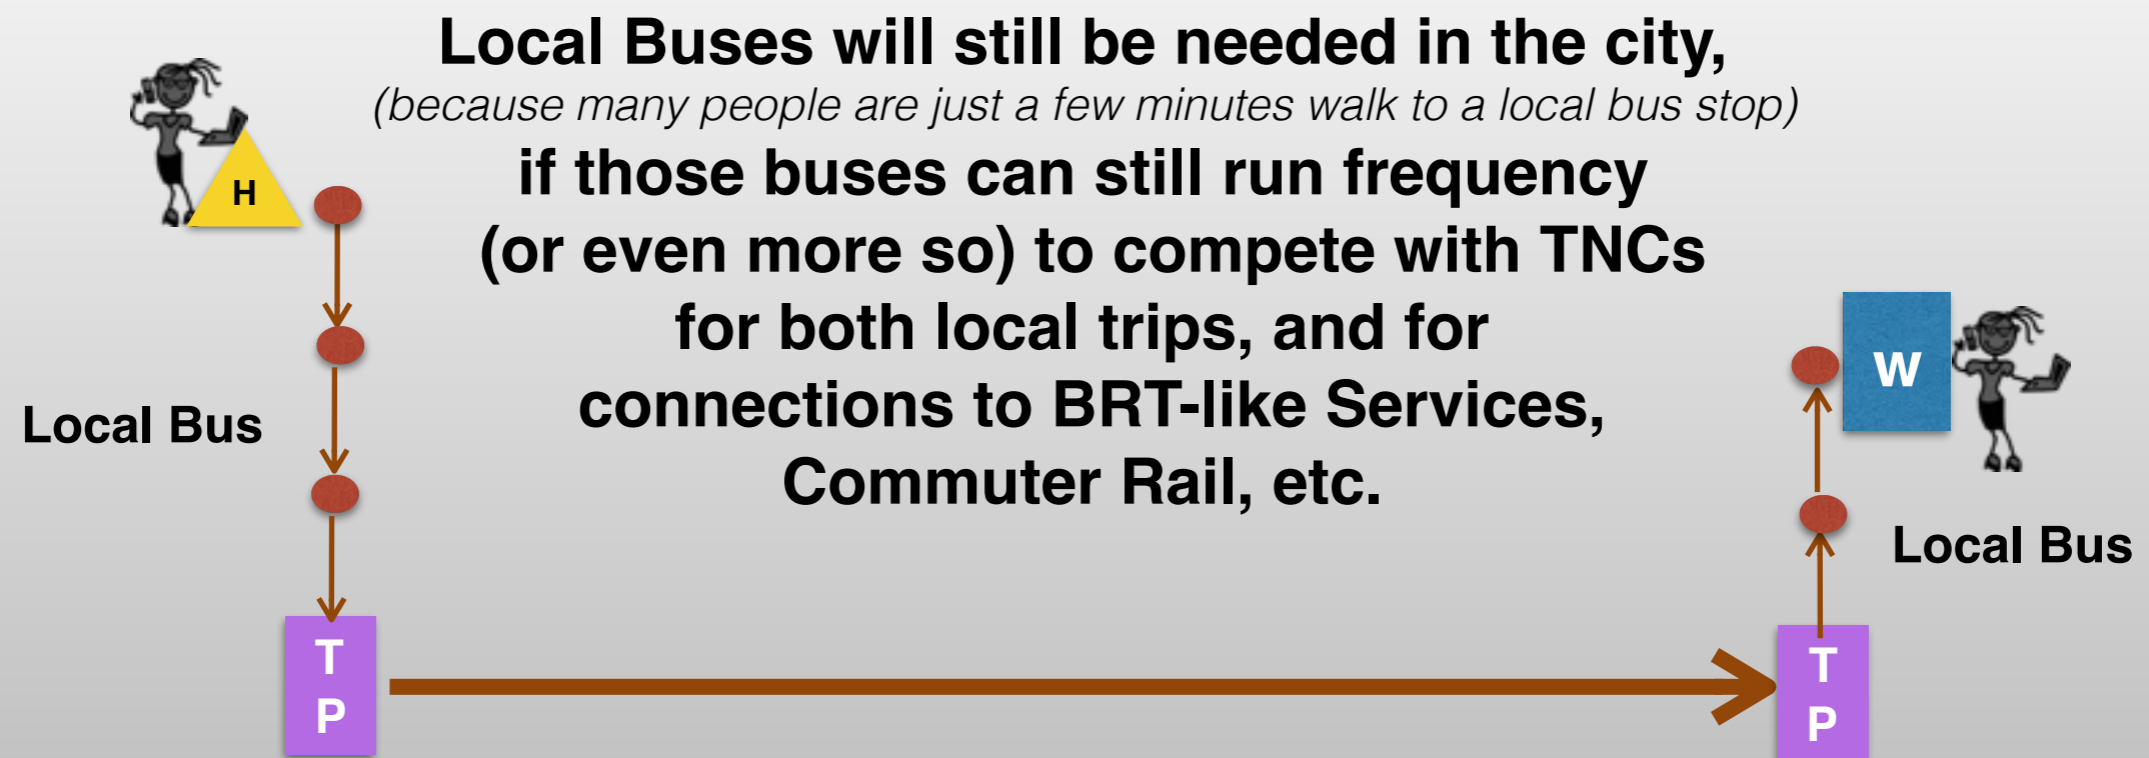 Local Buses will still be needed in the city,
(because many people are just a few minutes walk to a local bus stop)
if those buses can still run frequency
(or even more so) to compete with TNCs
for both local trips, and for
connections to BRT-like Services,
Commuter Rail, etc.
H
Local Bus
T
P
W
Local Bus
T
P